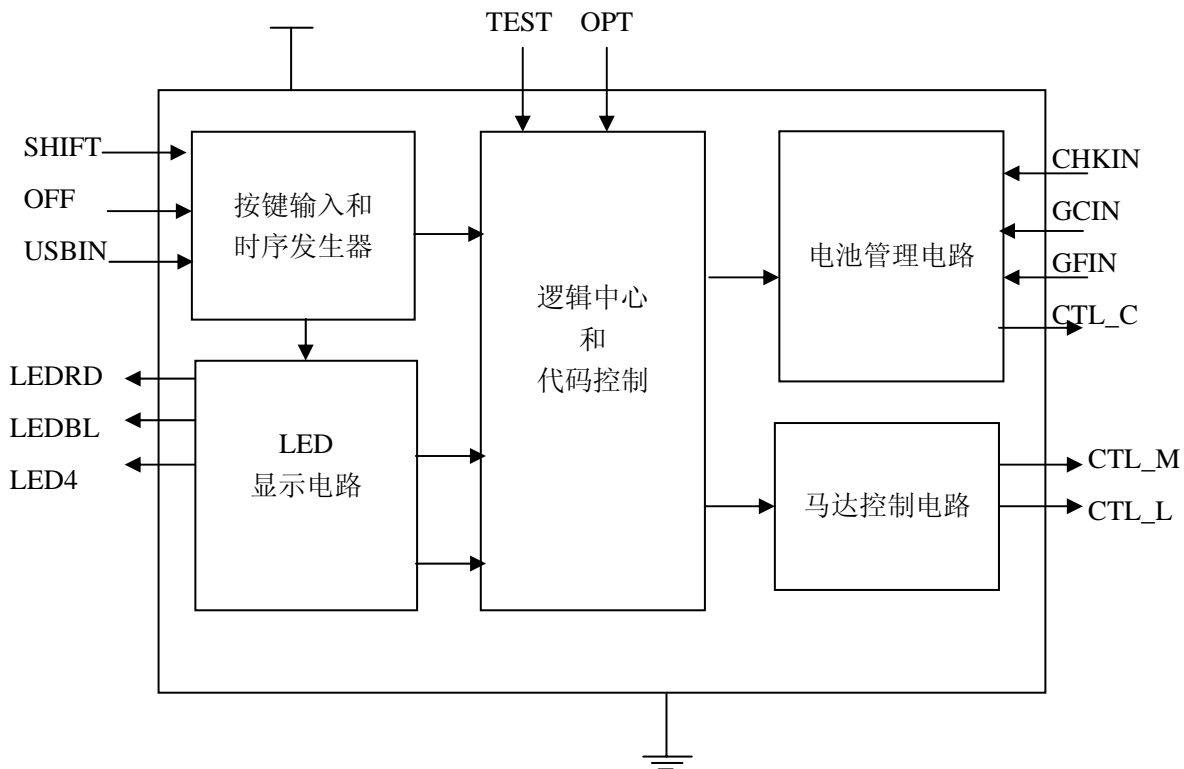 TEST OPT
SHIFT
OFF
USBIN
按键输入和
时序发生器
LEDRD
LEDBL
LED4
LED
显示电路
逻辑中心
和
代码控制
电池管理电路
CHKIN
GCIN
GFIN
CTL_C
马达控制电路
CTL_M
CTL_L